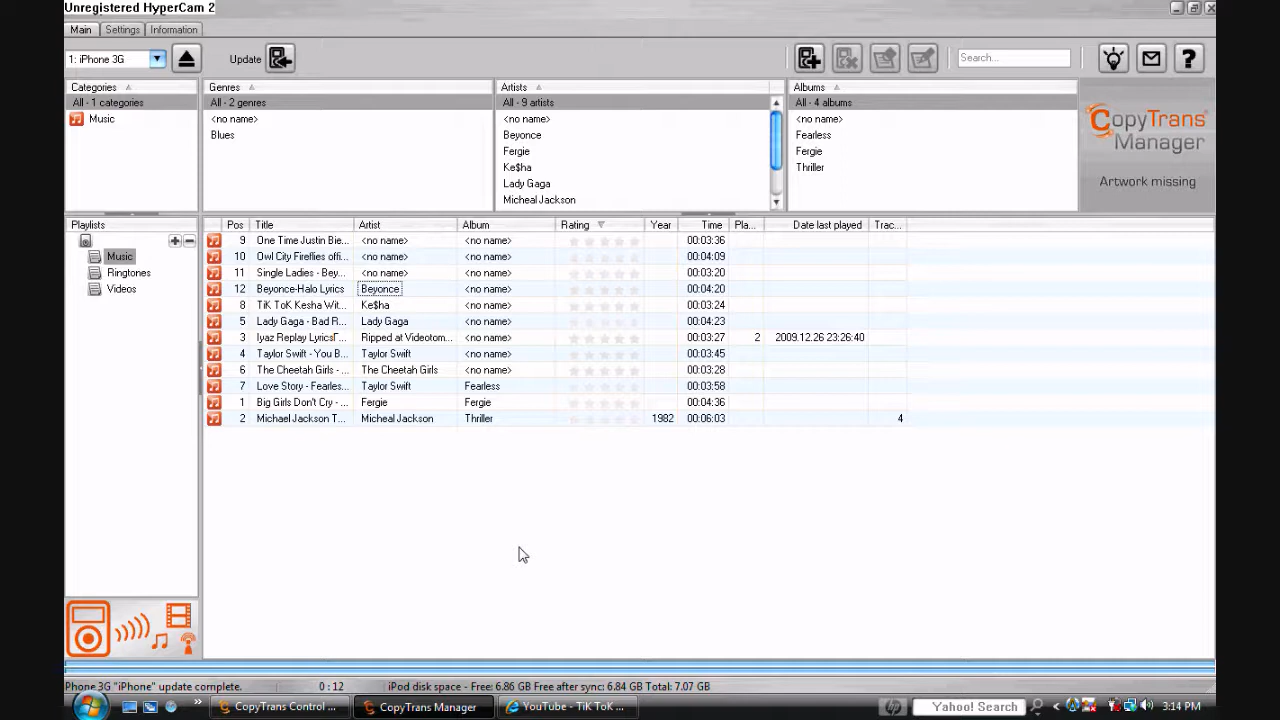 Unregistered HyperCam 2
Main Settings Information
1: iPhone 3G Update Search... ?
Categories Genres Artists Albums
All - 1 categories All - 2 genres All - 9 artists All - 4 albums
Music <no name> <no name> <no name>
Blues Beyonce Fearless
Fergie Fergie
Ke$ha Thriller
Lady Gaga
Micheal Jackson
CopyTrans
Manager
Artwork missing
Playlists
Music
Ringtones
Videos
Pos Title Artist Album Rating Year Time Pla... Date last played Trac...
9 One Time Justin Bie... <no name> <no name> 00:03:36
10 Owl City Fireflies offi... <no name> <no name> 00:04:09
11 Single Ladies - Bey... <no name> <no name> 00:03:20
12 Beyonce-Halo Lyrics Beyonce <no name> 00:04:20
8 TiK ToK Kesha Wit... Ke$ha <no name> 00:03:24
5 Lady Gaga - Bad R... Lady Gaga <no name> 00:04:23
3 Iyaz Replay Lyrics... Ripped at Videotom... <no name> 00:03:27 2 2009.12.26 23:26:40
4 Taylor Swift - You B... Taylor Swift <no name> 00:03:45
6 The Cheetah Girls - ... The Cheetah Girls <no name> 00:03:28
7 Love Story - Fearles... Taylor Swift Fearless 00:03:58
1 Big Girls Don't Cry - ... Fergie Fergie 00:04:36
2 Michael Jackson T... Micheal Jackson Thriller 1982 00:06:03 4
Phone 3G "iPhone" update complete. 0 : 12 iPod disk space - Free: 6.86 GB Free after sync: 6.84 GB Total: 7.07 GB
CopyTrans Control ... CopyTrans Manager YouTube - TiK ToK ... hp Yahoo! Search 3:14 PM